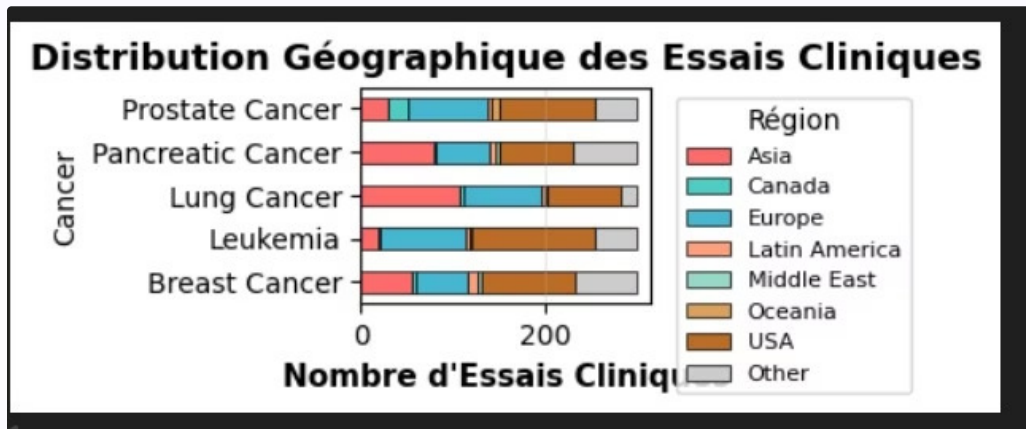 Distribution Géographique des Essais Cliniques
Cancer
Prostate Cancer
Pancreatic Cancer
Lung Cancer
Leukemia
Breast Cancer
0 200
Nombre d'Essais Cliniques
Région
Asia
Canada
Europe
Latin America
Middle East
Oceania
USA
Other